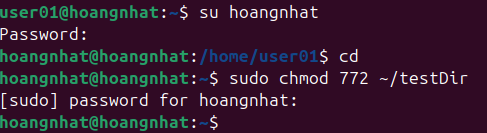 user01@hoangnhat:~$ su hoangnhat
Password:
hoangnhat@hoangnhat:/home/user01$ cd
hoangnhat@hoangnhat:~$ sudo chmod 772 ~/testDir
[sudo] password for hoangnhat:
hoangnhat@hoangnhat:~$